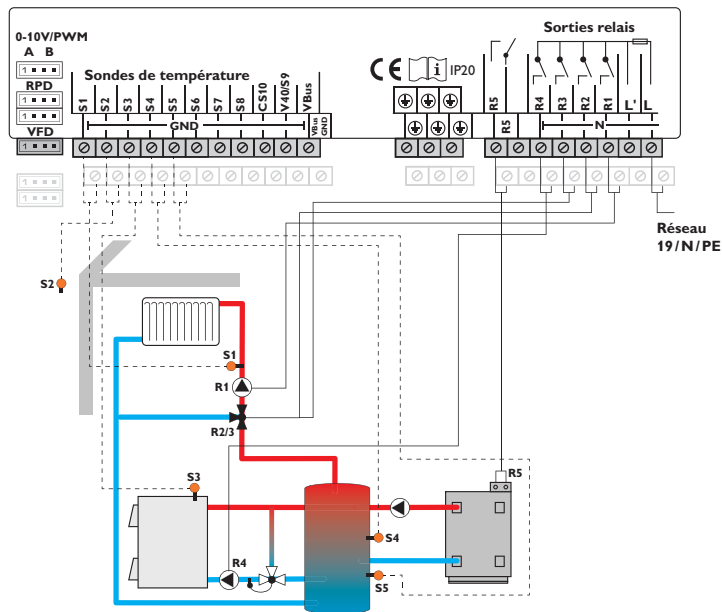 Sorties relais
0-10V/PWM
A B
RPD
VFD
Sondes de température
S1 S2 S3 S4 S5 S6 S7 S8 CS10 V40/S9 VBus
GND
VBus GND
CE i IP20
R5 R5 R4 R3 R2 R1 L' L
N
Réseau
19/N/PE
S2
S1
R1
R2/3
S3
R5
S4
R4
S5